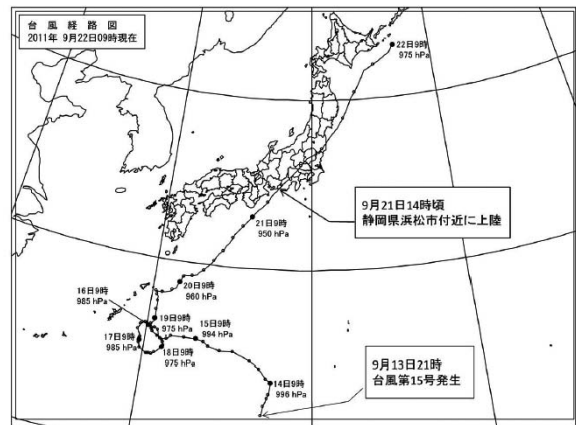 台風経路図
2011年 9月22日09時現在
22日9時
975 hPa
9月21日14時頃
静岡県浜松市付近に上陸
21日9時
950 hPa
20日9時
960 hPa
16日9時
985 hPa
19日9時
975 hPa
15日9時
994 hPa
17日9時
985 hPa
18日9時
975 hPa
9月13日21時
台風第15号発生
14日9時
996 hPa